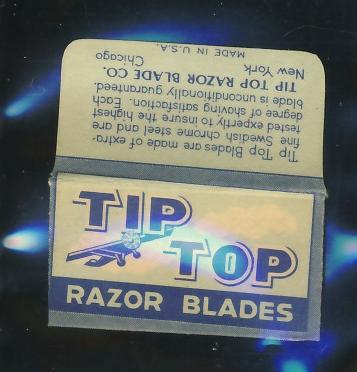 Tip Top Blades are made of extra-
fine Swedish chrome steel and are
tested expertly to insure the highest
degree of shaving satisfaction. Each
blade is unconditionally guaranteed.
TIP TOP RAZOR BLADE CO.
New York Chicago
MADE IN U.S.A.
TIP
TOP
RAZOR BLADES